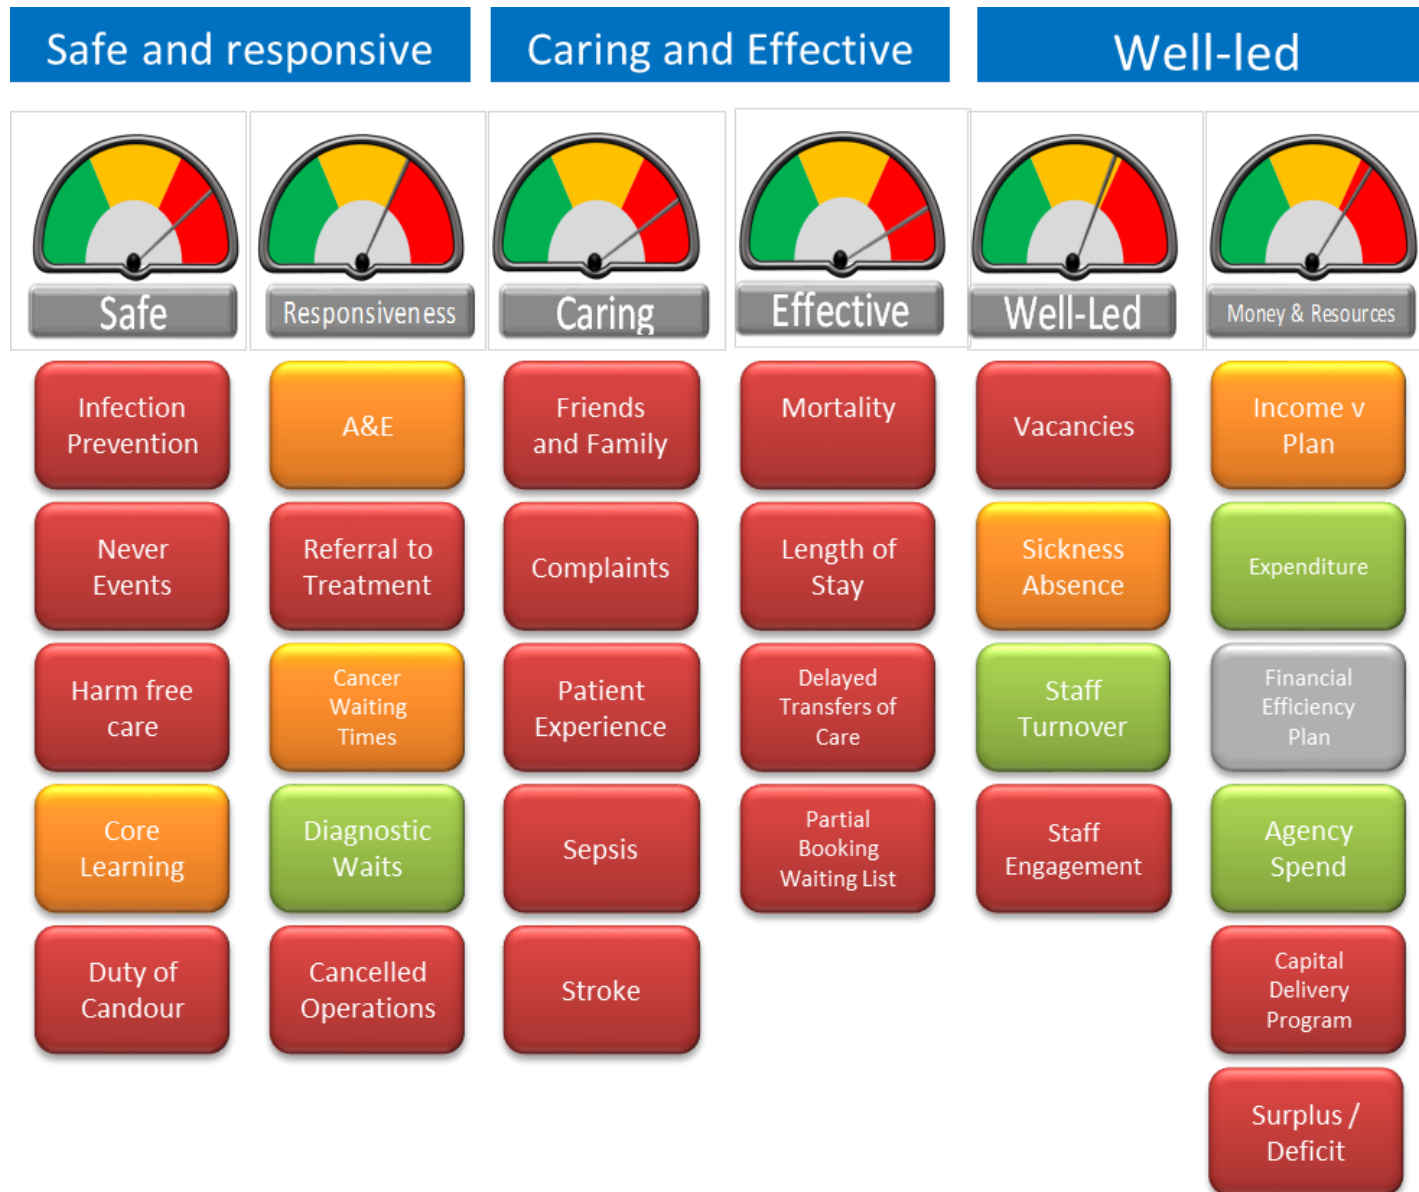 Safe and responsive
Caring and Effective
Well-led
Safe
Responsiveness
Caring
Effective
Well-Led
Money & Resources
Infection
Prevention
Never
Events
Harm free
care
Core
Learning
Duty of
Candour
A&E
Referral to
Treatment
Cancer
Waiting
Times
Diagnostic
Waits
Cancelled
Operations
Friends
and Family
Complaints
Patient
Experience
Sepsis
Stroke
Mortality
Length of
Stay
Delayed
Transfers of
Care
Partial
Booking
Waiting List
Vacancies
Sickness
Absence
Staff
Turnover
Staff
Engagement
Income v
Plan
Expenditure
Financial
Efficiency
Plan
Agency
Spend
Capital
Delivery
Program
Surplus /
Deficit